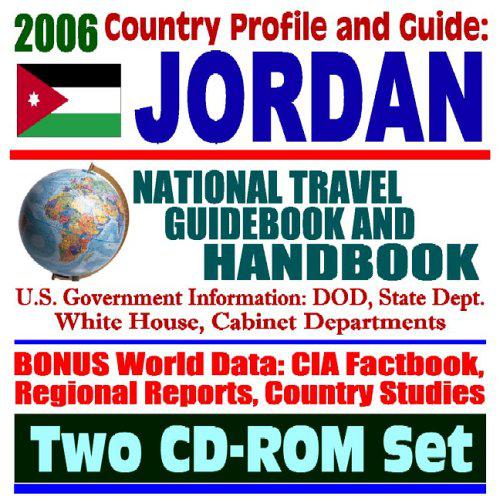 2006 Country Profile and Guide:
JORDAN
NATIONAL TRAVEL
GUIDEBOOK AND
HANDBOOK
U.S. Government Information: DOD, State Dept.
White House, Cabinet Departments
BONUS World Data: CIA Factbook,
Regional Reports, Country Studies
Two CD-ROM Set